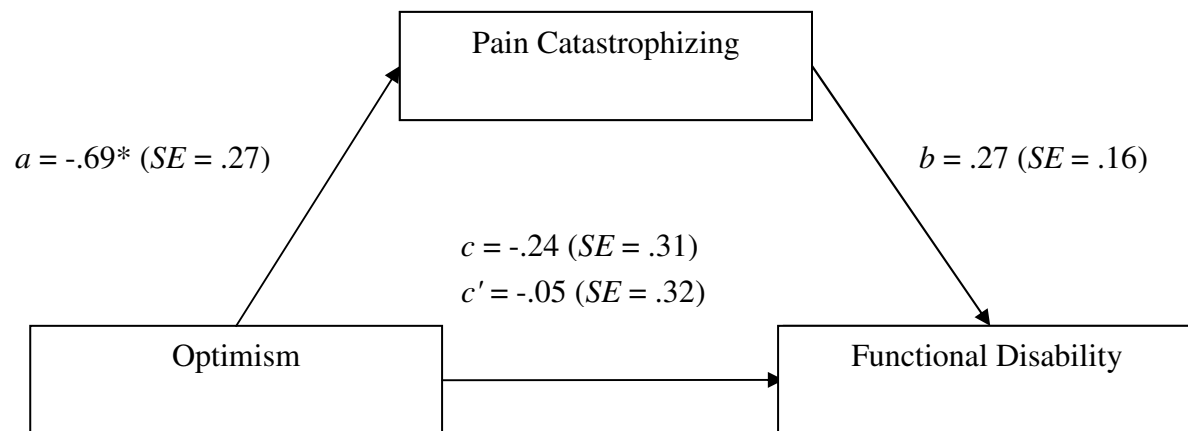 Pain Catastrophizing
a = -.69* (SE = .27)
b = .27 (SE = .16)
c = -.24 (SE = .31)
c' = -.05 (SE = .32)
Optimism
Functional Disability